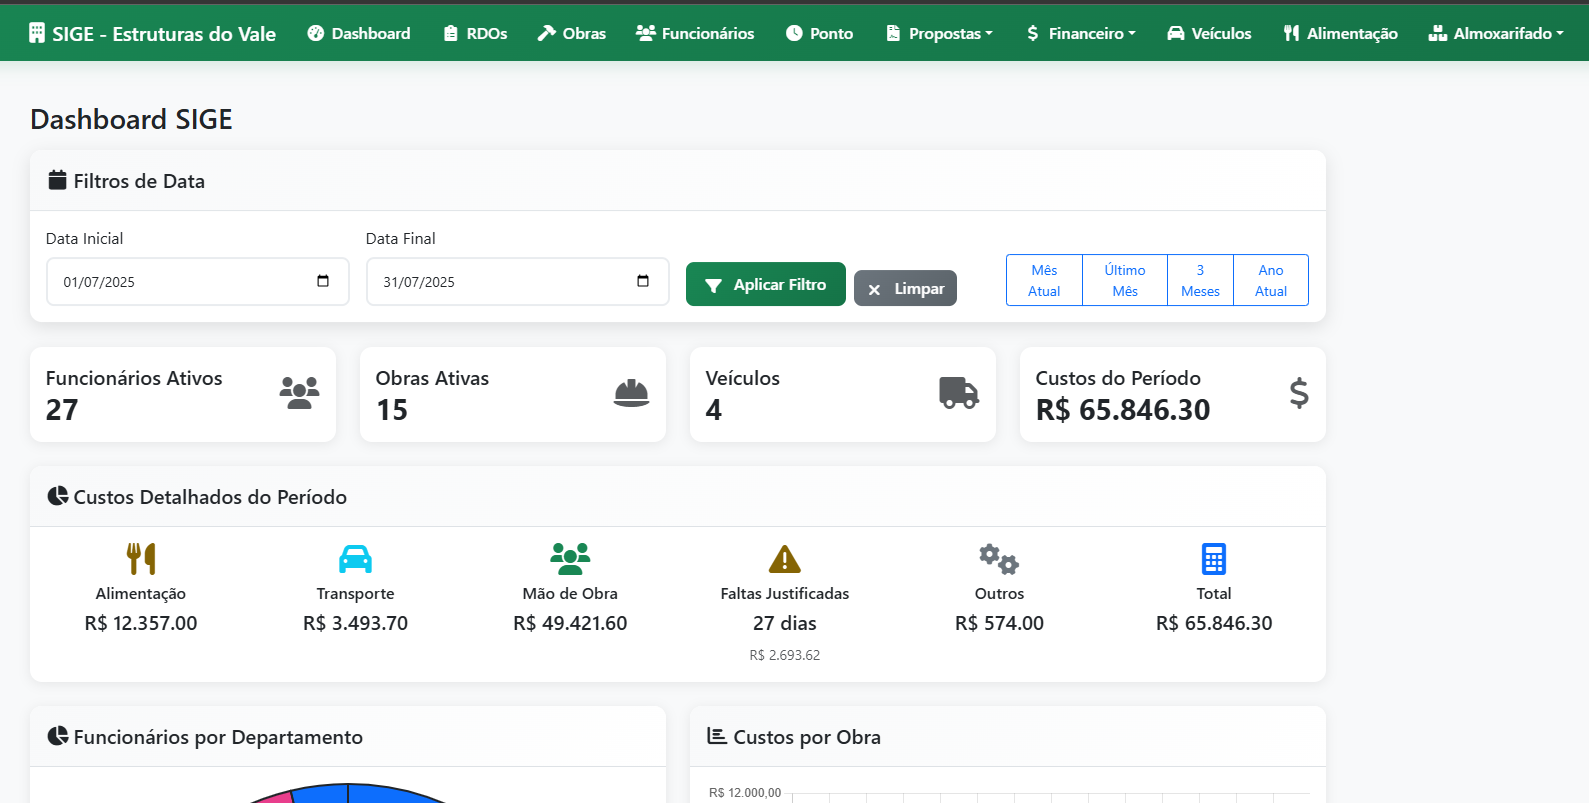 SIGE - Estruturas do Vale Dashboard RDOs Obras Funcionários Ponto Propostas Financeiro Veículos Alimentação Almoxarifado
Dashboard SIGE
Filtros de Data
Data Inicial Data Final
01/07/2025 31/07/2025 Aplicar Filtro Limpar
Mês Último 3 Ano
Atual Mês Meses Atual
Funcionários Ativos Obras Ativas Veículos Custos do Período
27 15 4 R$ 65.846.30
Custos Detalhados do Período
Alimentação Transporte Mão de Obra Faltas Justificadas Outros Total
R$ 12.357.00 R$ 3.493.70 R$ 49.421.60 27 dias R$ 574.00 R$ 65.846.30
R$ 2.693.62
Funcionários por Departamento Custos por Obra
R$ 12.000,00